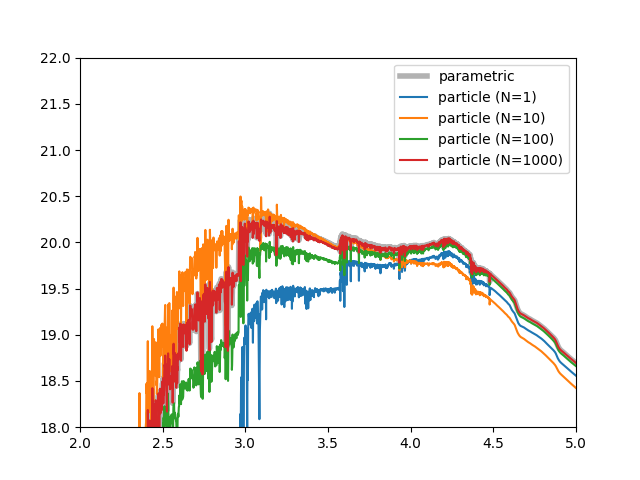 22.0
21.5
21.0
20.5
20.0
19.5
19.0
18.5
18.0
2.0 2.5 3.0 3.5 4.0 4.5 5.0
parametric
particle (N=1)
particle (N=10)
particle (N=100)
particle (N=1000)